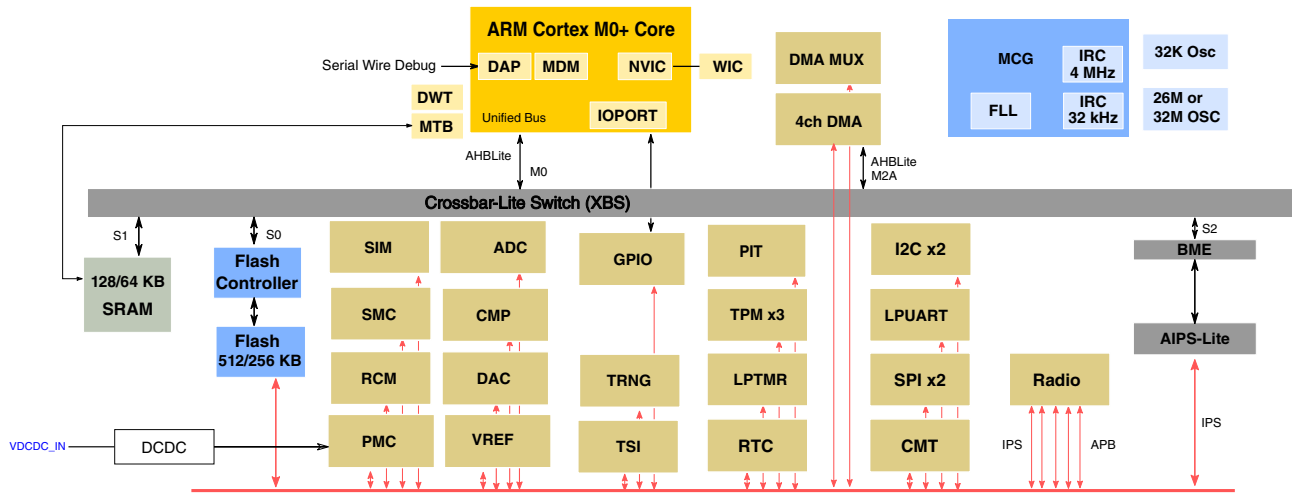 ARM Cortex M0+ Core
Serial Wire Debug
DAP
MDM
NVIC
WIC
DWT
MTB
Unified Bus
IOPORT
AHBLite
M0
DMA MUX
4ch DMA
AHBLite
M2A
MCG
IRC
4 MHz
FLL
IRC
32 kHz
32K Osc
26M or
32M OSC
Crossbar-Lite Switch (XBS)
S1
S0
S2
128/64 KB
SRAM
Flash
Controller
Flash
512/256 KB
SIM
SMC
RCM
PMC
ADC
CMP
DAC
VREF
GPIO
TRNG
TSI
PIT
TPM x3
LPTMR
RTC
I2C x2
LPUART
SPI x2
CMT
Radio
IPS
APB
BME
AIPS-Lite
IPS
VDCDC_IN
DCDC